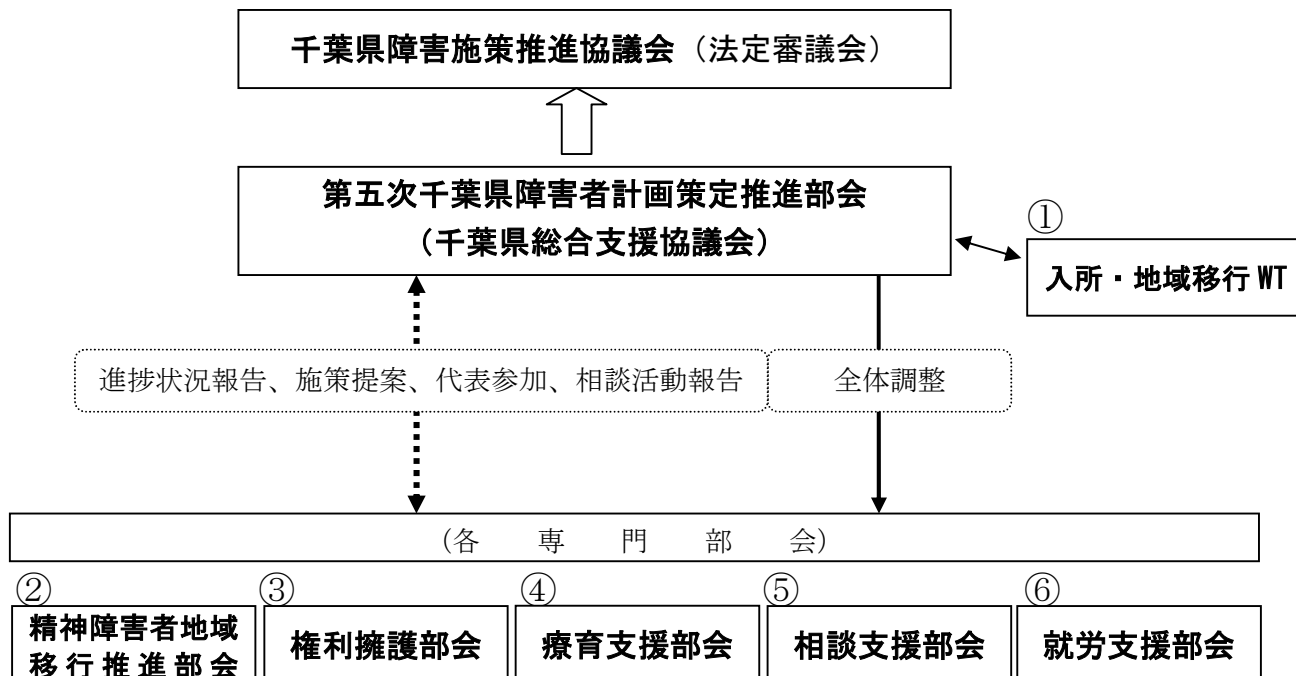 千葉県障害施策推進協議会（法定審議会）
第五次千葉県障害者計画策定推進部会
（千葉県総合支援協議会）
①
入所・地域移行 WT
進捗状況報告、施策提案、代表参加、相談活動報告
全体調整
（各　専　門　部　会）
②
精神障害者地域
移行推進部会
③
権利擁護部会
④
療育支援部会
⑤
相談支援部会
⑥
就労支援部会